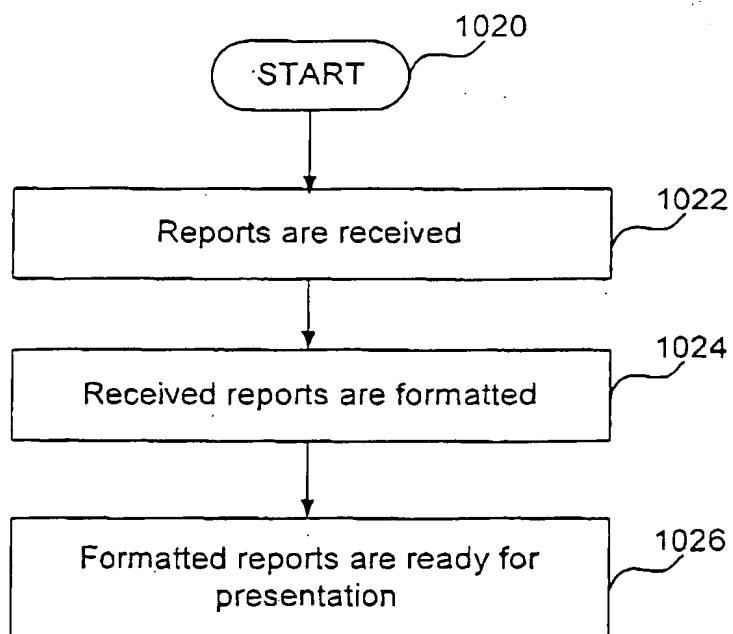 1020
START
1022
Reports are received
1024
Received reports are formatted
1026
Formatted reports are ready for
presentation